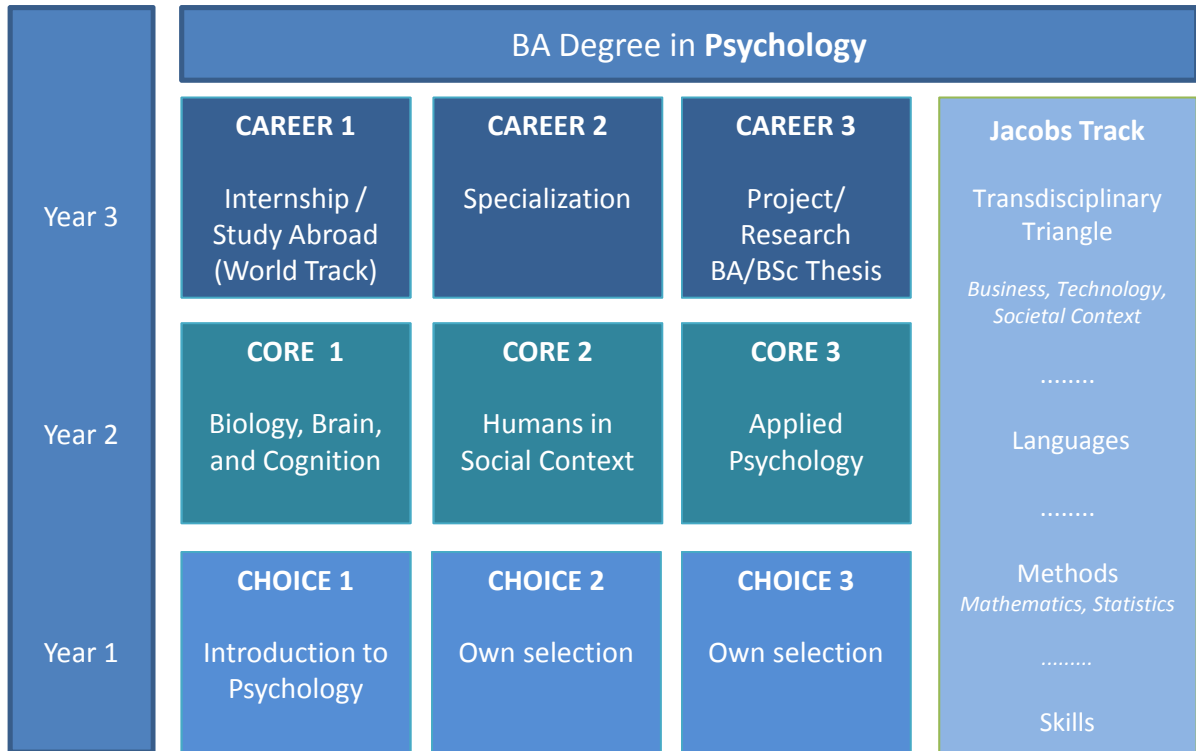 BA Degree in Psychology
Year 3
CAREER 1
Internship /
Study Abroad
(World Track)
CAREER 2
Specialization
CAREER 3
Project/
Research
BA/BSc Thesis
Year 2
CORE 1
Biology, Brain,
and Cognition
CORE 2
Humans in
Social Context
CORE 3
Applied
Psychology
Year 1
CHOICE 1
Introduction to
Psychology
CHOICE 2
Own selection
CHOICE 3
Own selection
Jacobs Track
Transdisciplinary
Triangle
Business, Technology,
Societal Context
........
Languages
........
Methods
Mathematics, Statistics
.........
Skills